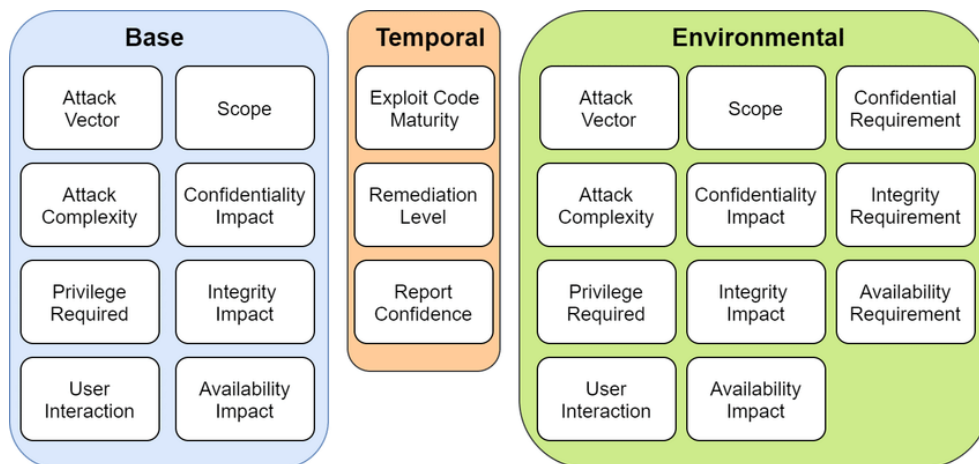 Base
Attack
Vector
Scope
Attack
Complexity
Confidentiality
Impact
Privilege
Required
Integrity
Impact
User
Interaction
Availability
Impact
Temporal
Exploit Code
Maturity
Remediation
Level
Report
Confidence
Environmental
Attack
Vector
Scope
Confidential
Requirement
Attack
Complexity
Confidentiality
Impact
Integrity
Requirement
Privilege
Required
Integrity
Impact
Availability
Requirement
User
Interaction
Availability
Impact